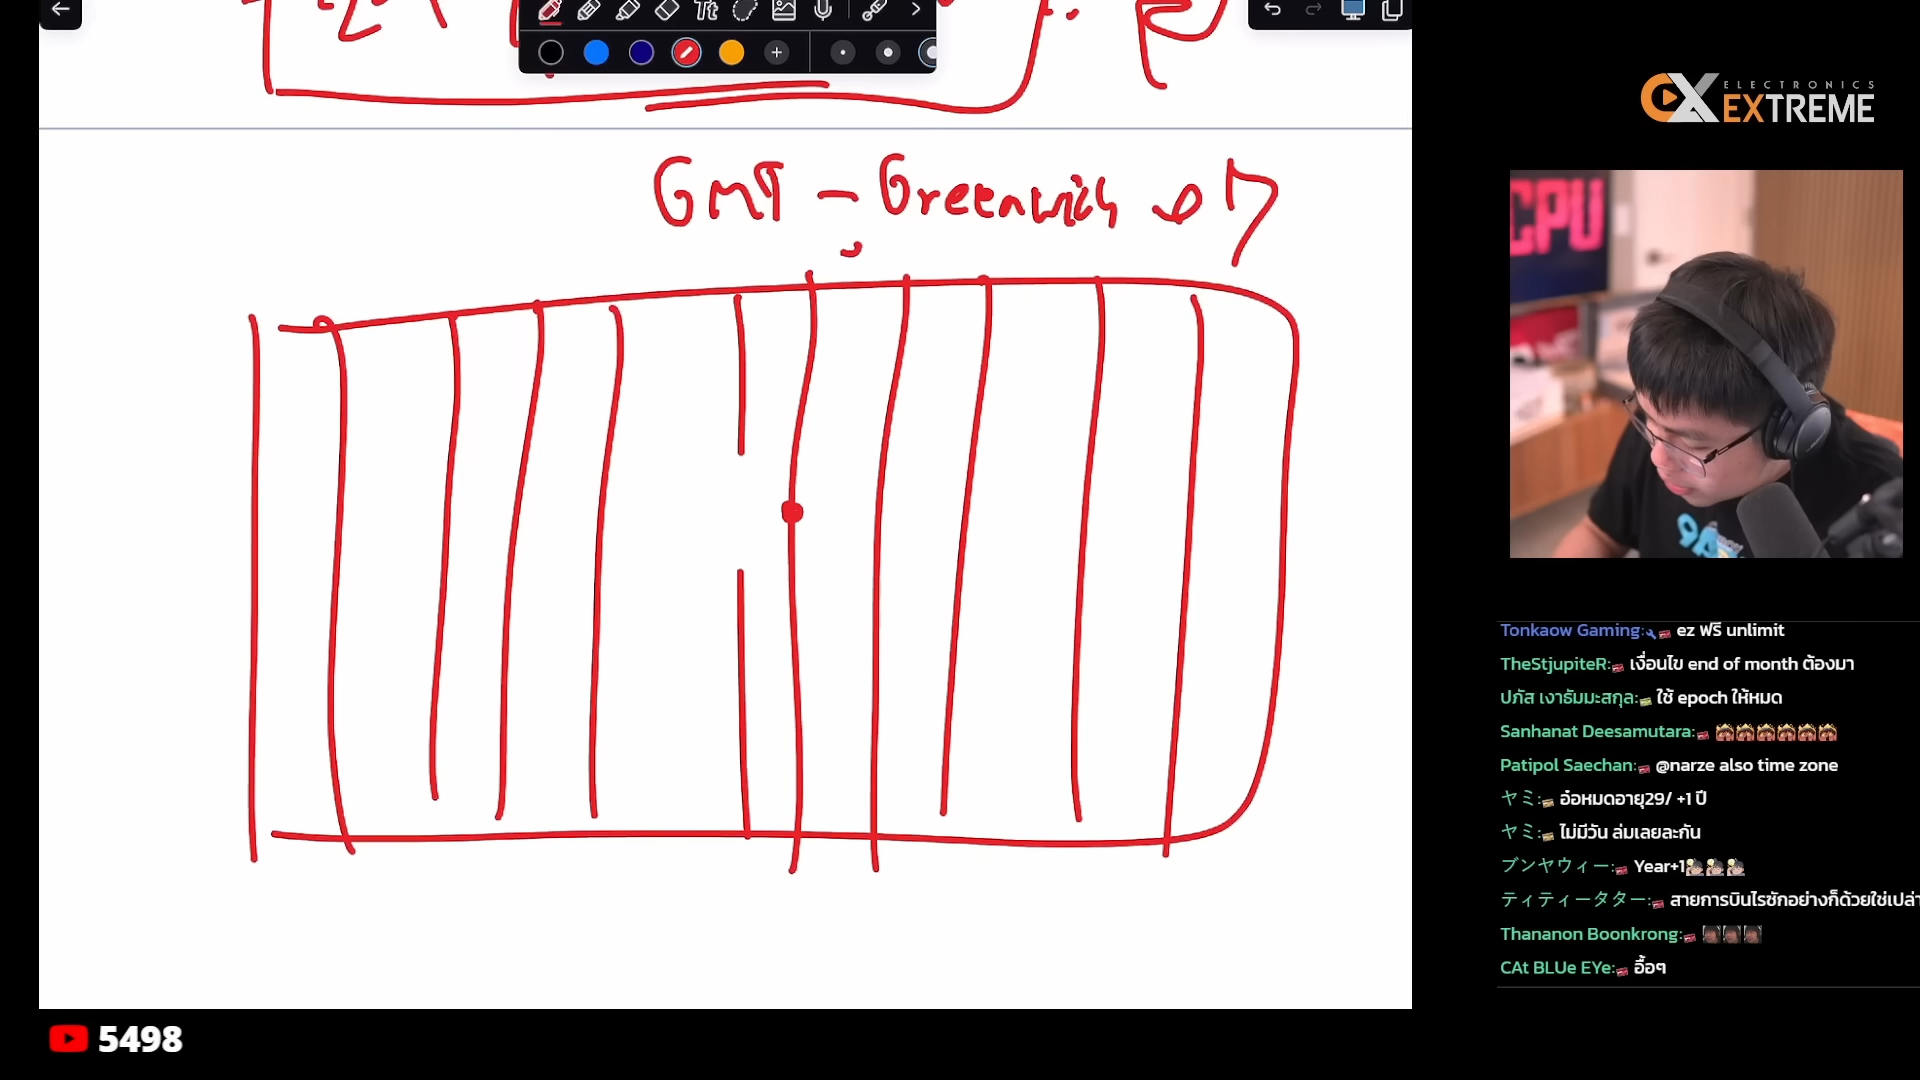 Tt
ELECTRONICS
EXTREME
GMT - Greenwich
CPU
Tonkaow Gaming: ez ฟรี unlimit
TheStjupiteR: เงื่อนไข end of month ต้องมา
ปภัส เงาธัมมะสกุล: ใช้ epoch ให้หมด
Sanhanat Deesamutara:
Patipol Saechan: @narze also time zone
ヤミ: อ๋อหมดอายุ29/ +1 ปี
ヤミ: ไม่มีวัน ล่มเลยละกัน
ブンヤウィー: Year+1
ティティータター: สายการบินไรซักอย่างก็ด้วยใช่เปล่า
Thananon Boonkrong:
CAt BLUe EYe: อื้อๆ
5498